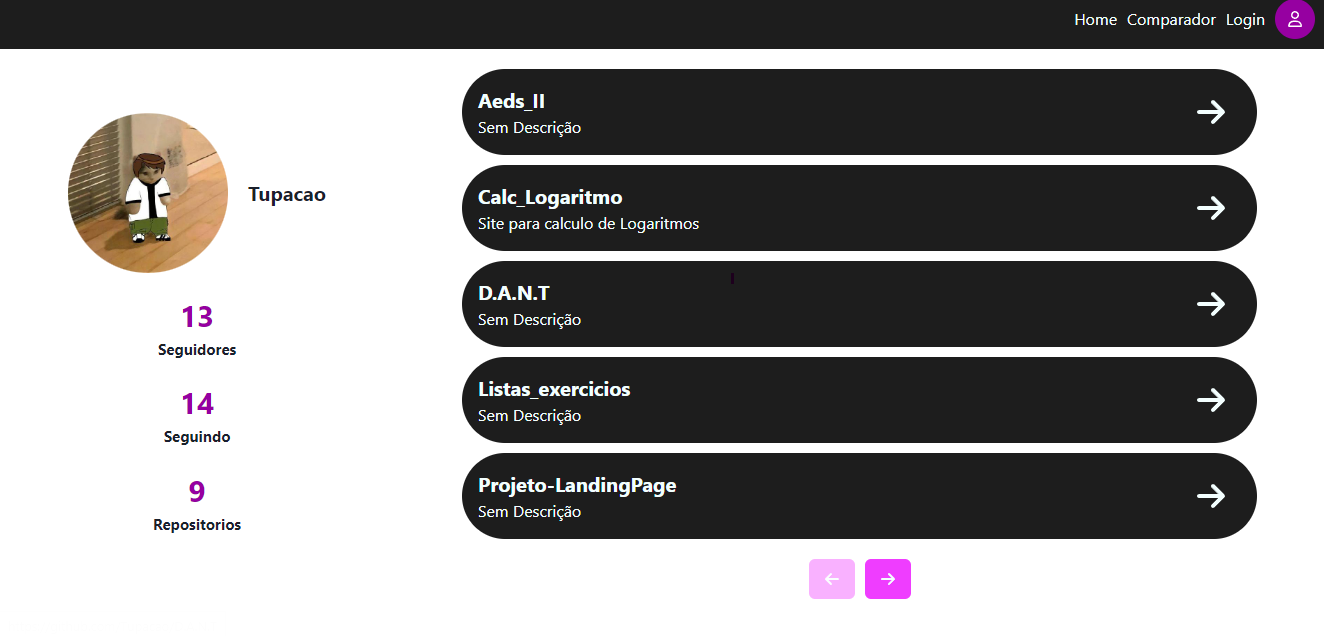 Home Comparador Login
Tupacao
13
Seguidores
14
Seguindo
9
Repositorios
Aeds_II
Sem Descrição
Calc_Logaritmo
Site para calculo de Logaritmos
D.A.N.T
Sem Descrição
Listas_exercicios
Sem Descrição
Projeto-LandingPage
Sem Descrição